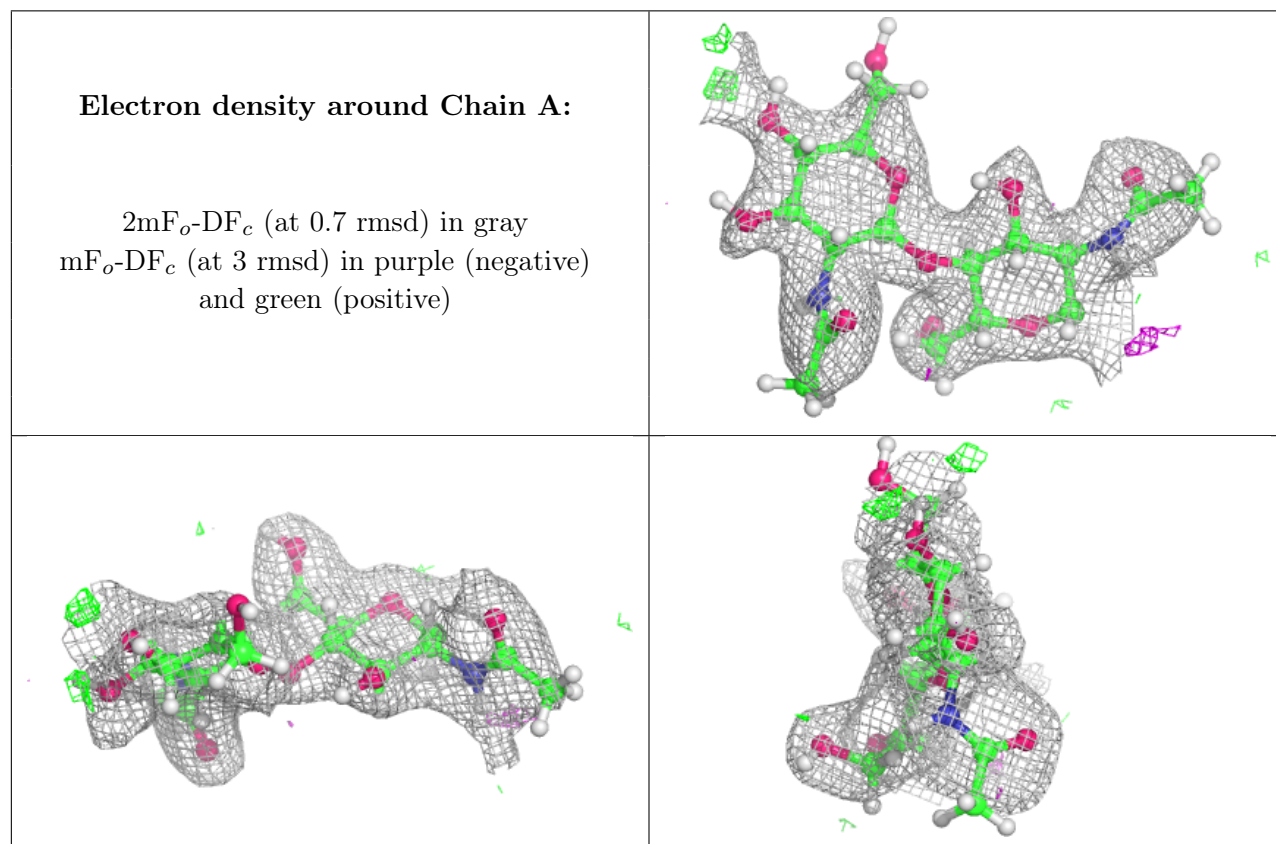 Electron density around Chain A:
2mFo-DFc (at 0.7 rmsd) in gray
mFo-DFc (at 3 rmsd) in purple (negative)
and green (positive)